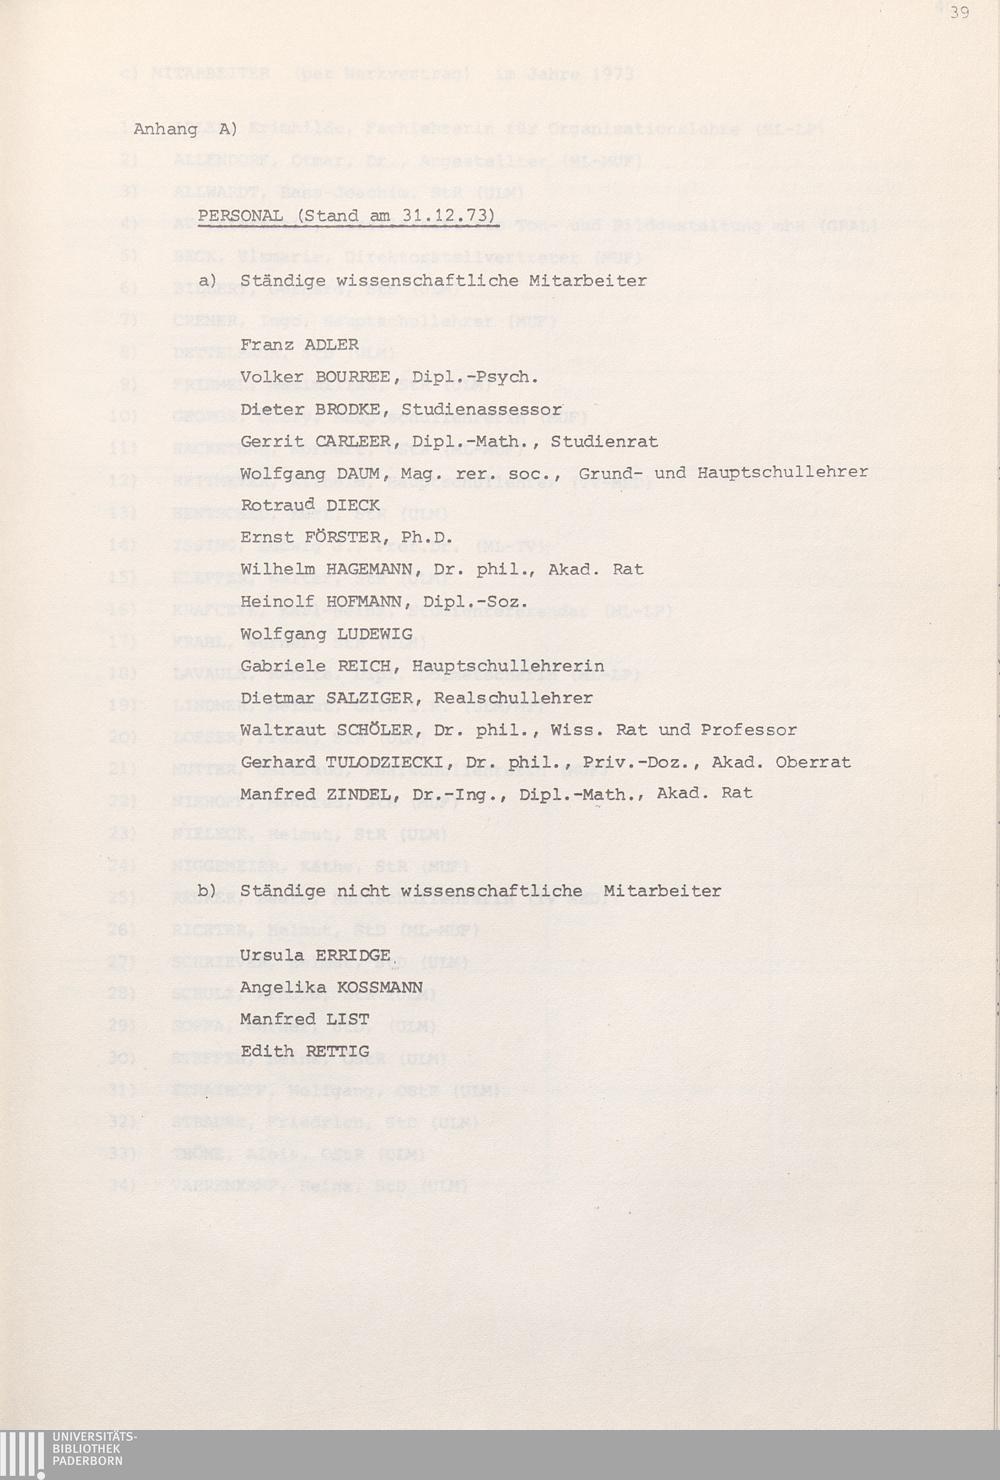 39
Anhang A)
PERSONAL (Stand am 31.12.73)
a) Ständige wissenschaftliche Mitarbeiter
Franz ADLER
Volker BOURREE, Dipl.-Psych.
Dieter BRODKE, Studienassessor
Gerrit CARLEER, Dipl.-Math., Studienrat
Wolfgang DAUM, Mag. rer. soc., Grund- und Hauptschullehrer
Rotraud DIECK
Ernst FÖRSTER, Ph.D.
Wilhelm HAGEMANN, Dr. phil., Akad. Rat
Heinolf HOFMANN, Dipl.-Soz.
Wolfgang LUDEWIG
Gabriele REICH, Hauptschullehrerin
Dietmar SALZIGER, Realschullehrer
Waltraut SCHÖLER, Dr. phil., Wiss. Rat und Professor
Gerhard TULODZIECKI, Dr. phil., Priv.-Doz., Akad. Oberrat
Manfred ZINDEL, Dr.-Ing., Dipl.-Math., Akad. Rat
b) Ständige nicht wissenschaftliche Mitarbeiter
Ursula ERRIDGE
Angelika KOSSMANN
Manfred LIST
Edith RETTIG
UNIVERSITÄTS-
BIBLIOTHEK
PADERBORN